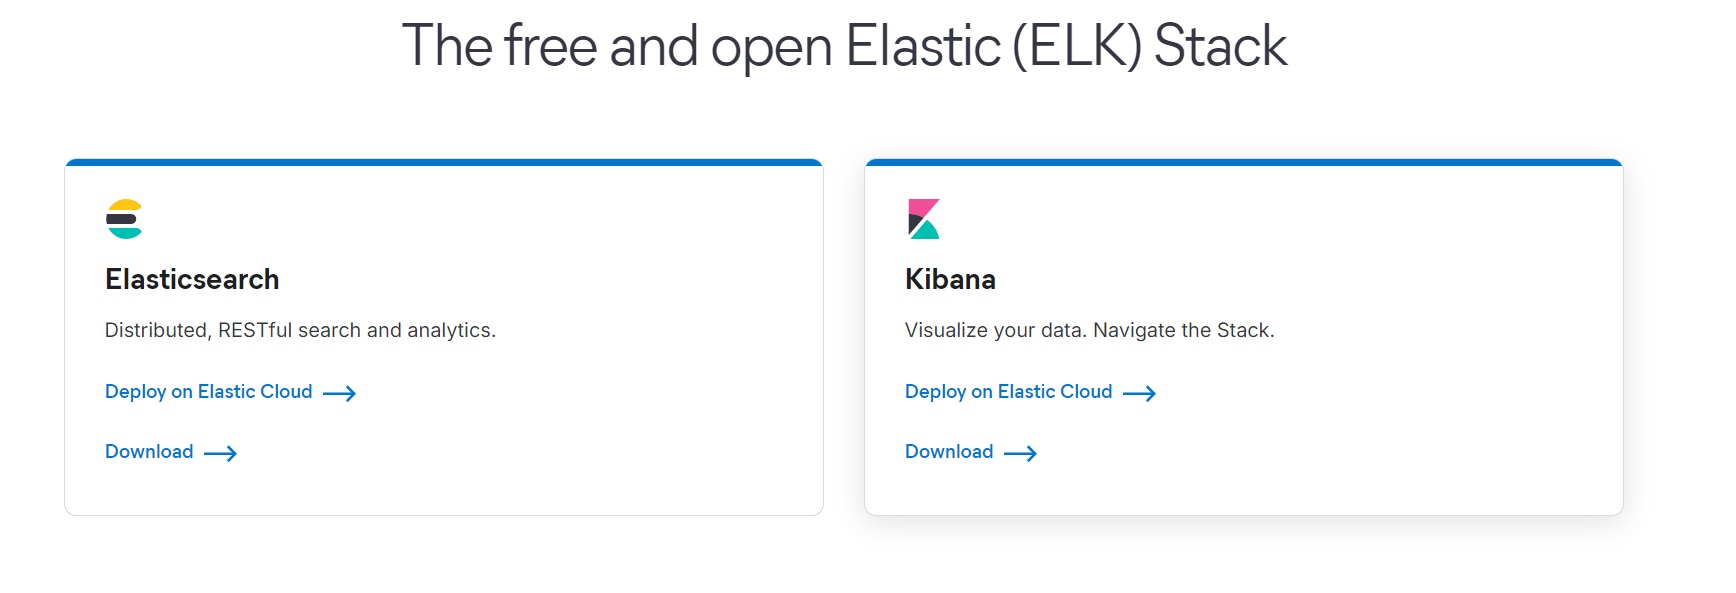 The free and open Elastic (ELK) Stack
Elasticsearch
Distributed, RESTful search and analytics.
Deploy on Elastic Cloud
Download
Kibana
Visualize your data. Navigate the Stack.
Deploy on Elastic Cloud
Download